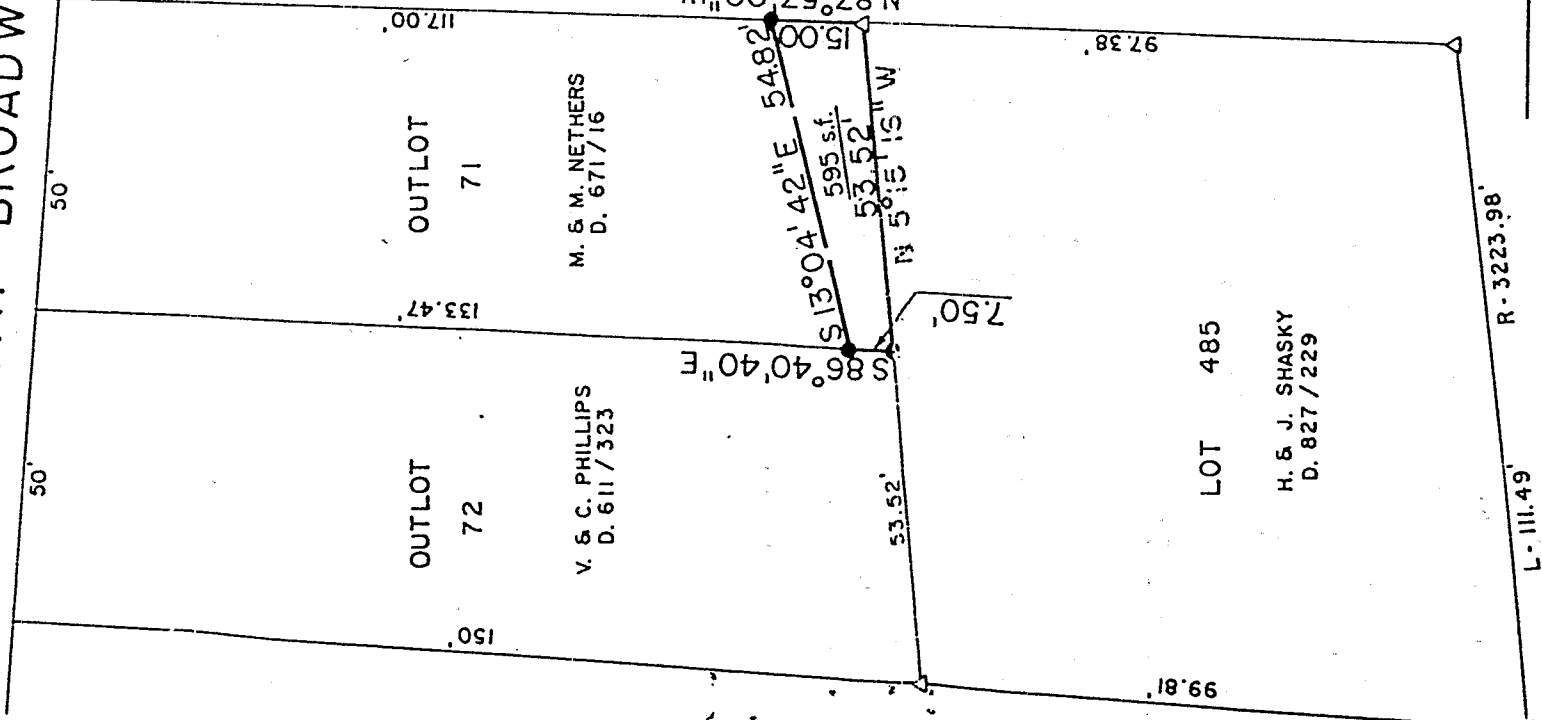 BROADW
117.00'
15.00'
97.38'
50'
OUTLOT
71
M. & M. NETHERS
D. 671/16
S 13°04' 42"E 54.82'
595 s.f.
53.52'
N 5°15' 15" W
R - 3223.98'
133.47'
7.50'
S 86°40'40"E
50'
OUTLOT
72
V. & C. PHILLIPS
D. 611 / 323
53.52'
LOT 485
H. & J. SHASKY
D. 827 / 229
L - 111.49'
150'
99.81'